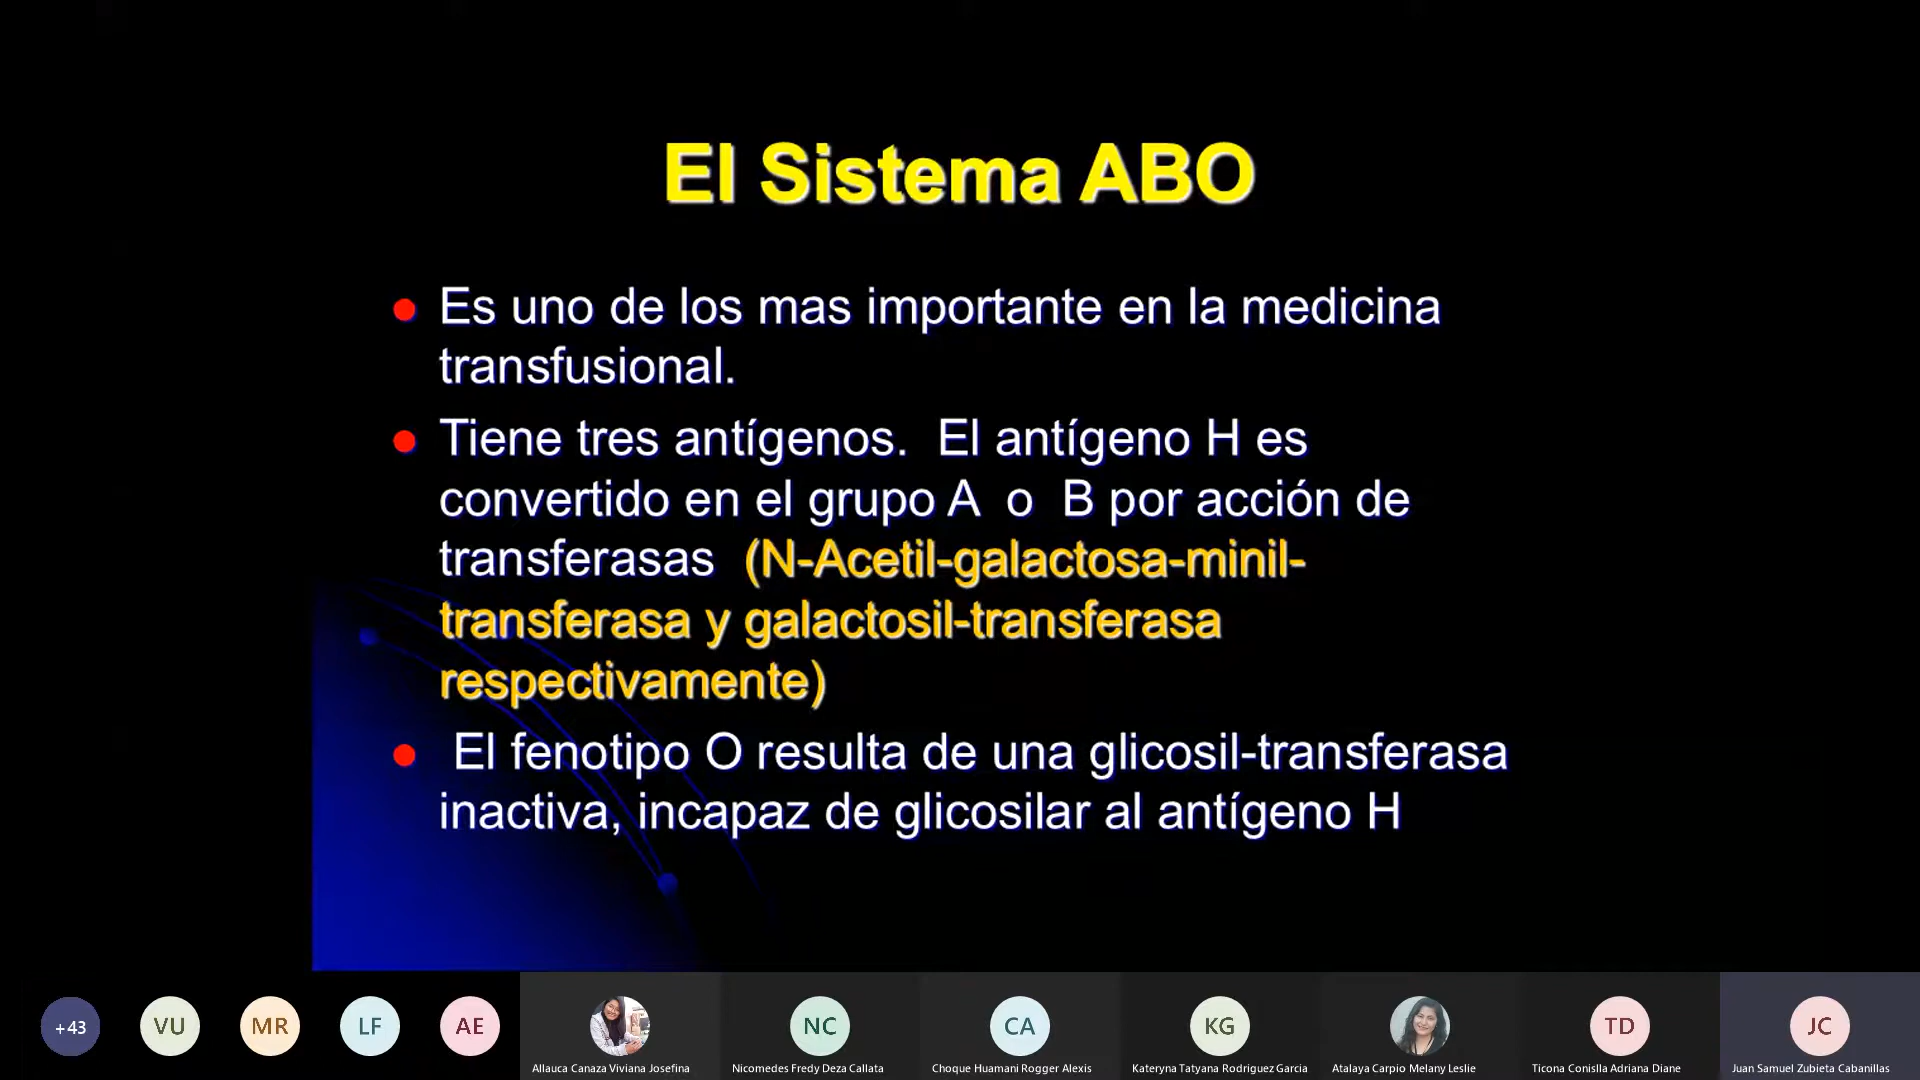 El Sistema ABO
Es uno de los mas importante en la medicina
transfusional.
Tiene tres antígenos. El antígeno H es
convertido en el grupo A o B por acción de
transferasas (N-Acetil-galactosa-minil-
transferasa y galactosil-transferasa
respectivamente)
El fenotipo O resulta de una glicosil-transferasa
inactiva, incapaz de glicosilar al antígeno H
+43
VU
MR
LF
AE
NC
CA
KG
TD
JC
Allauca Canaza Viviana Josefina
Nicomedes Fredy Deza Callata
Choque Huamani Rogger Alexis
Kateryna Tatyana Rodriguez Garcia
Atalaya Carpio Melany Leslie
Ticona Conislla Adriana Diane
Juan Samuel Zubieta Cabanillas